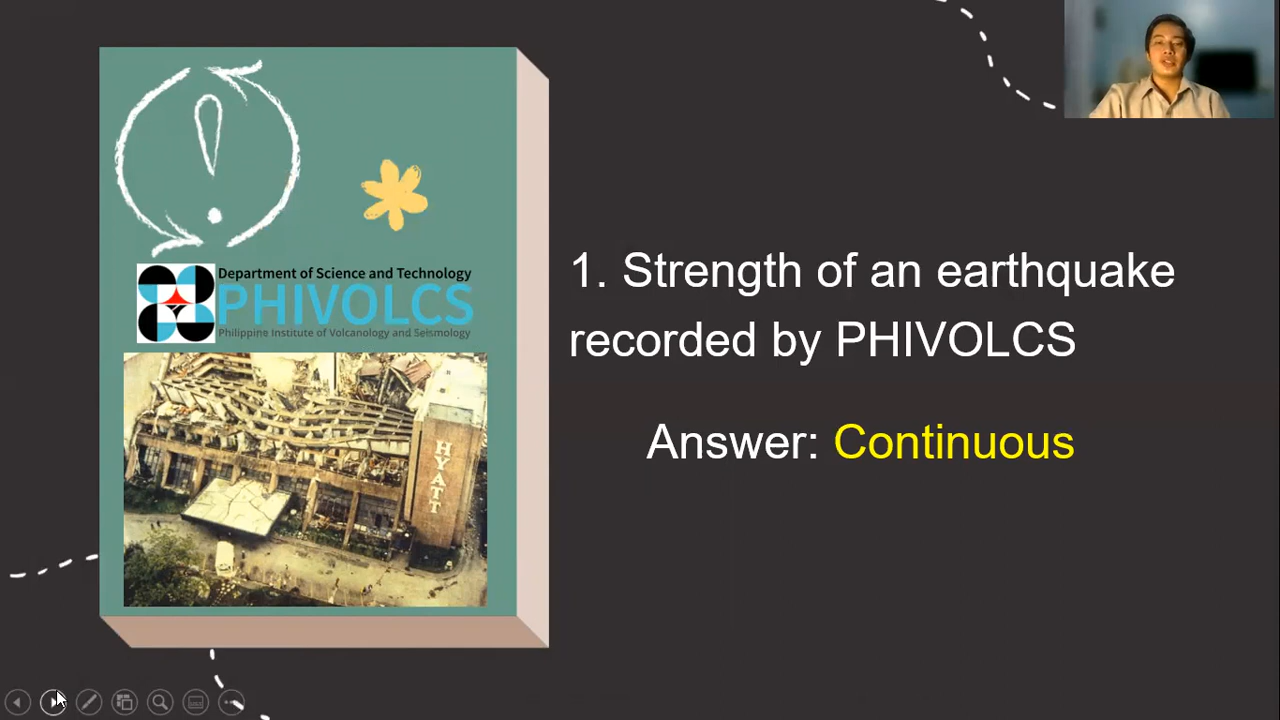 Department of Science and Technology
PHIVOLCS
Philippine Institute of Volcanology and Seismology
HYATT
1. Strength of an earthquake
recorded by PHIVOLCS
Answer: Continuous